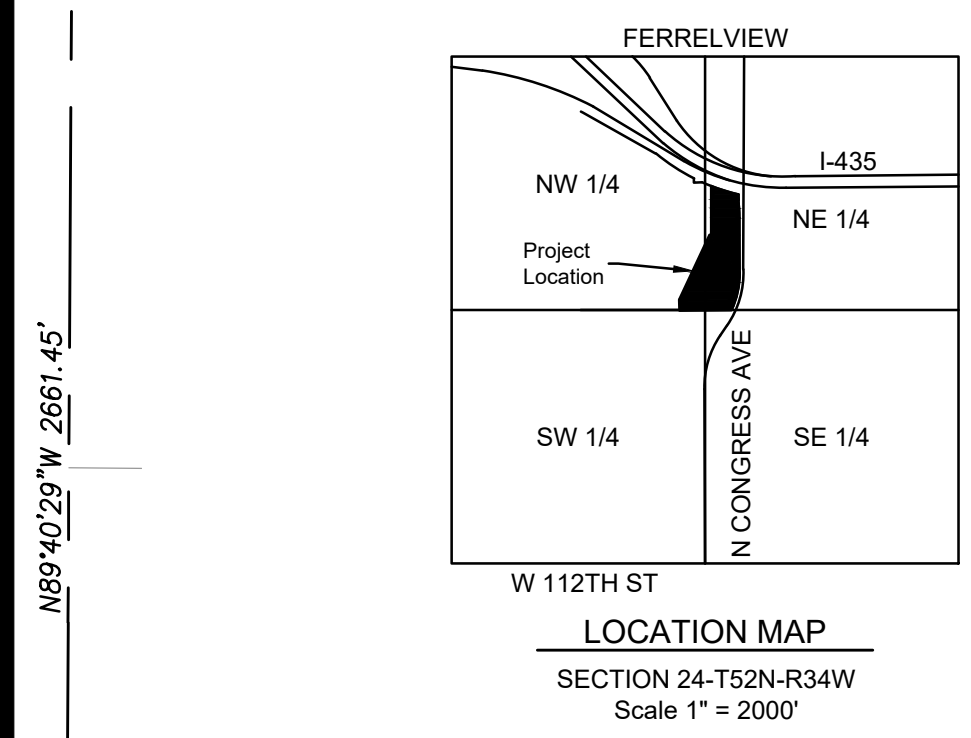 N89°40'29"W 2661.45'
FERRELVIEW
I-435
NW 1/4
NE 1/4
Project
Location
SW 1/4
SE 1/4
N CONGRESS AVE
W 112TH ST
LOCATION MAP
SECTION 24-T52N-R34W
Scale 1" = 2000'